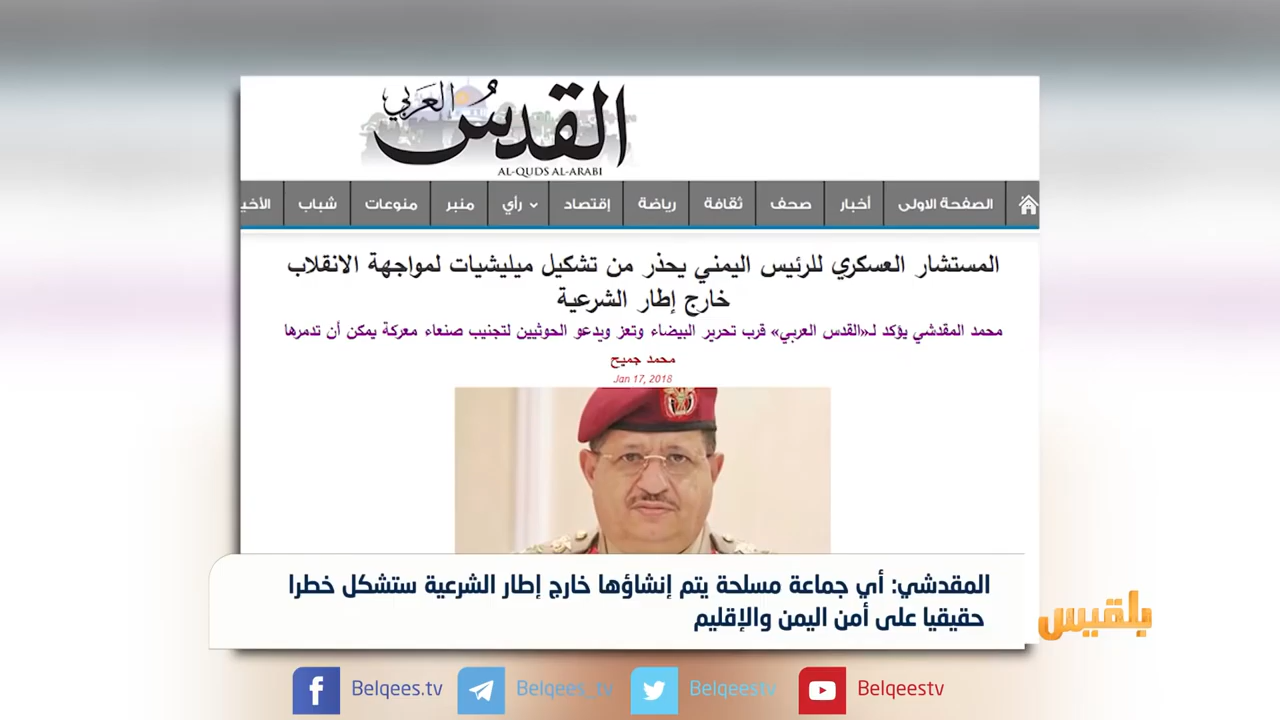 القدس العربي
AL-QUDS AL-ARABI
الصفحة الاولى أخبار صحف ثقافة رياضة إقتصاد رأي منبر منوعات شباب الأخير
المستشار العسكري للرئيس اليمني يحذر من تشكيل ميليشيات لمواجهة الانقلاب
خارج إطار الشرعية
محمد المقدشي يؤكد لـ«القدس العربي» قرب تحرير البيضاء وتعز ويدعو الحوثيين لتجنيب صنعاء معركة يمكن أن تدمرها
محمد جميح
Jan 17, 2018
المقدشي: أي جماعة مسلحة يتم إنشاؤها خارج إطار الشرعية ستشكل خطرا
حقيقيا على أمن اليمن والإقليم
بلقيس
Belqees.tv Belqees_tv Belqeestv Belqeestv